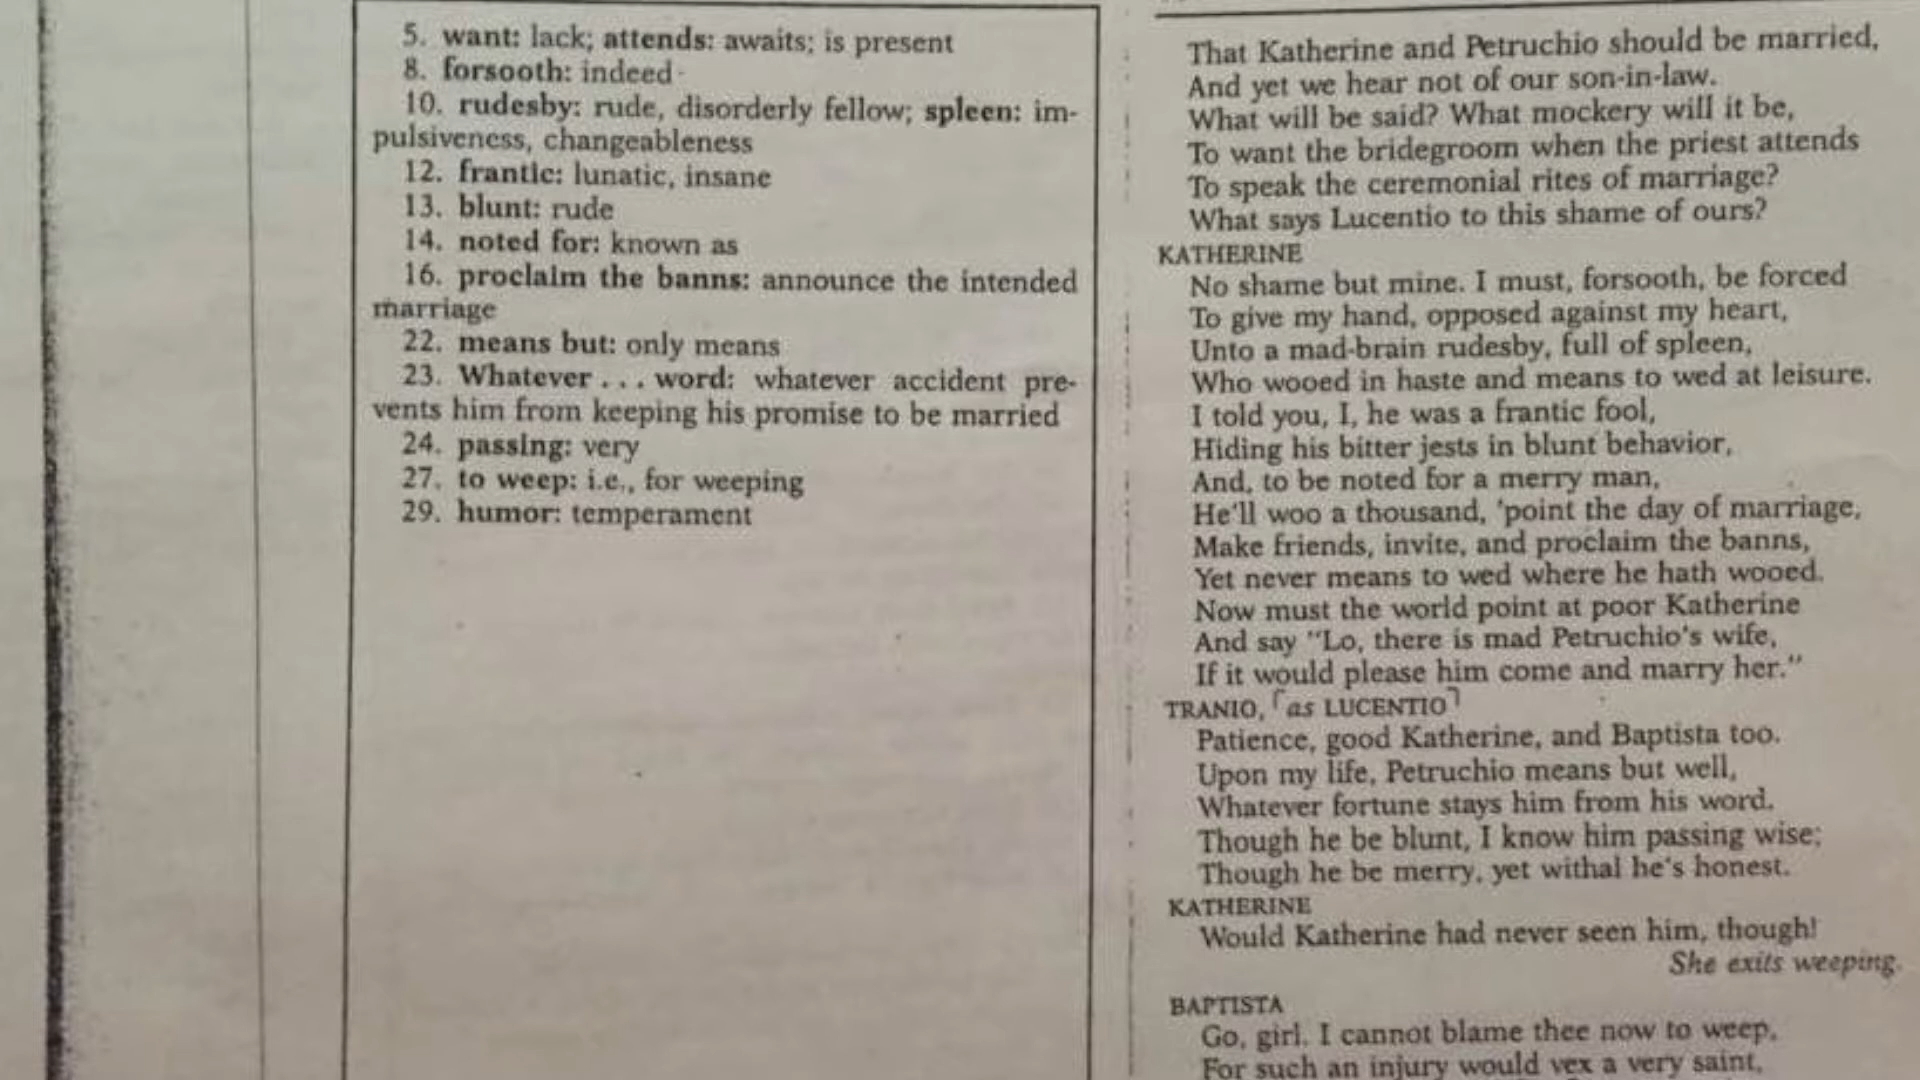 5. want: lack; attends: awaits; is present
8. forsooth: indeed
10. rudesby: rude, disorderly fellow; spleen: im-
pulsiveness, changeableness
12. frantic: lunatic, insane
13. blunt: rude
14. noted for: known as
16. proclaim the banns: announce the intended
marriage
22. means but: only means
23. Whatever . . . word: whatever accident pre-
vents him from keeping his promise to be married
24. passing: very
27. to weep: i.e., for weeping
29. humor: temperament
That Katherine and Petruchio should be married,
And yet we hear not of our son-in-law.
What will be said? What mockery will it be,
To want the bridegroom when the priest attends
To speak the ceremonial rites of marriage?
What says Lucentio to this shame of ours?
KATHERINE
No shame but mine. I must, forsooth, be forced
To give my hand, opposed against my heart,
Unto a mad-brain rudesby, full of spleen,
Who wooed in haste and means to wed at leisure.
I told you, I, he was a frantic fool,
Hiding his bitter jests in blunt behavior,
And, to be noted for a merry man,
He'll woo a thousand, 'point the day of marriage,
Make friends, invite, and proclaim the banns,
Yet never means to wed where he hath wooed.
Now must the world point at poor Katherine
And say "Lo, there is mad Petruchio's wife,
If it would please him come and marry her."
TRANIO, ⌈as LUCENTIO⌉
Patience, good Katherine, and Baptista too.
Upon my life, Petruchio means but well,
Whatever fortune stays him from his word.
Though he be blunt, I know him passing wise;
Though he be merry, yet withal he's honest.
KATHERINE
Would Katherine had never seen him, though!
She exits weeping.
BAPTISTA
Go, girl. I cannot blame thee now to weep,
For such an injury would vex a very saint,